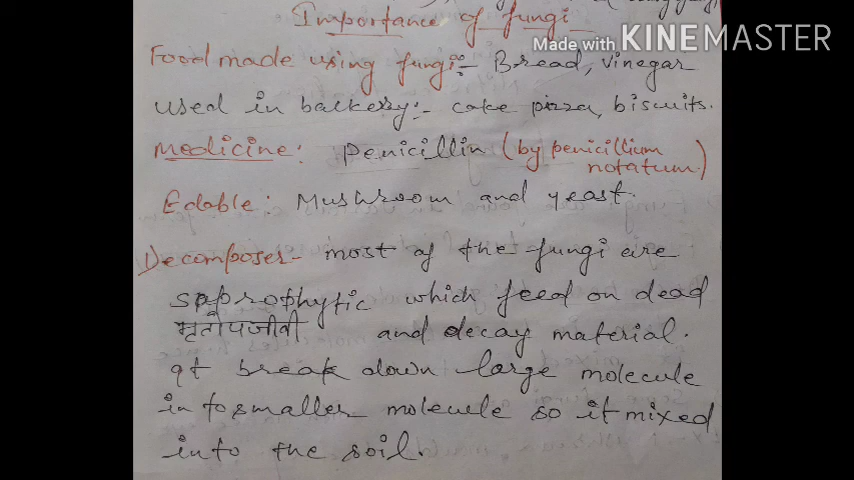 Importance of fungi
Made with KINEMASTER
Food made using fungi:- Bread, vinegar
used in backery:- cake pizza, biscuits.
Medicine: Penicillin (by penicillium
notatum.)
Edable: Mushroom and yeast.
Decomposer- most of the fungi are
saprophytic which feed on dead
मृतोपजीवी and decay material.
It break down large molecule
in to smaller molecule so it mixed
into the soil.